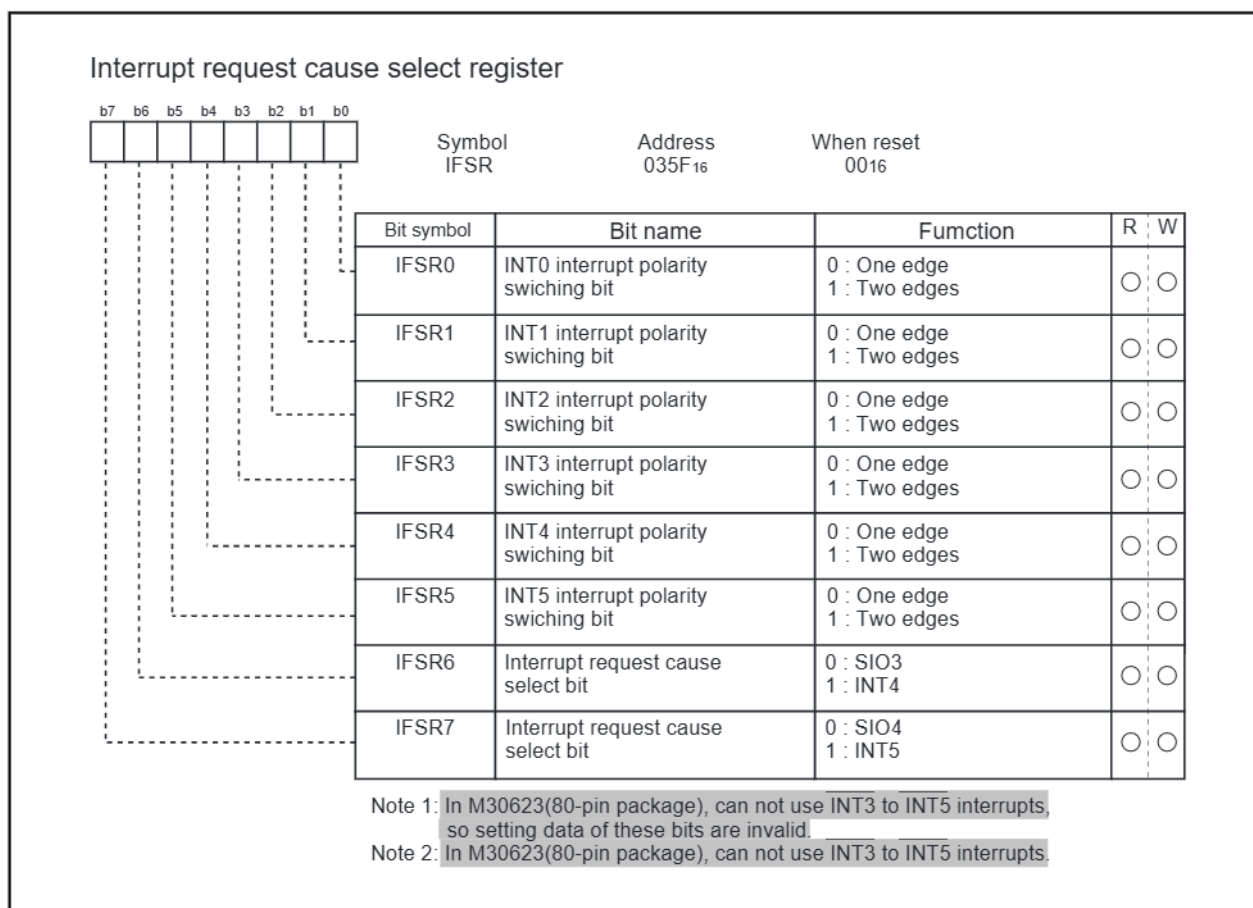 Interrupt request cause select register
b7 b6 b5 b4 b3 b2 b1 b0
Symbol Address When reset
IFSR 035F16 0016
Bit symbol Bit name Fumction R W
IFSR0 INT0 interrupt polarity 0 : One edge
swiching bit 1 : Two edges
IFSR1 INT1 interrupt polarity 0 : One edge
swiching bit 1 : Two edges
IFSR2 INT2 interrupt polarity 0 : One edge
swiching bit 1 : Two edges
IFSR3 INT3 interrupt polarity 0 : One edge
swiching bit 1 : Two edges
IFSR4 INT4 interrupt polarity 0 : One edge
swiching bit 1 : Two edges
IFSR5 INT5 interrupt polarity 0 : One edge
swiching bit 1 : Two edges
IFSR6 Interrupt request cause 0 : SIO3
select bit 1 : INT4
IFSR7 Interrupt request cause 0 : SIO4
select bit 1 : INT5
Note 1: In M30623(80-pin package), can not use INT3 to INT5 interrupts,
so setting data of these bits are invalid.
Note 2: In M30623(80-pin package), can not use INT3 to INT5 interrupts.